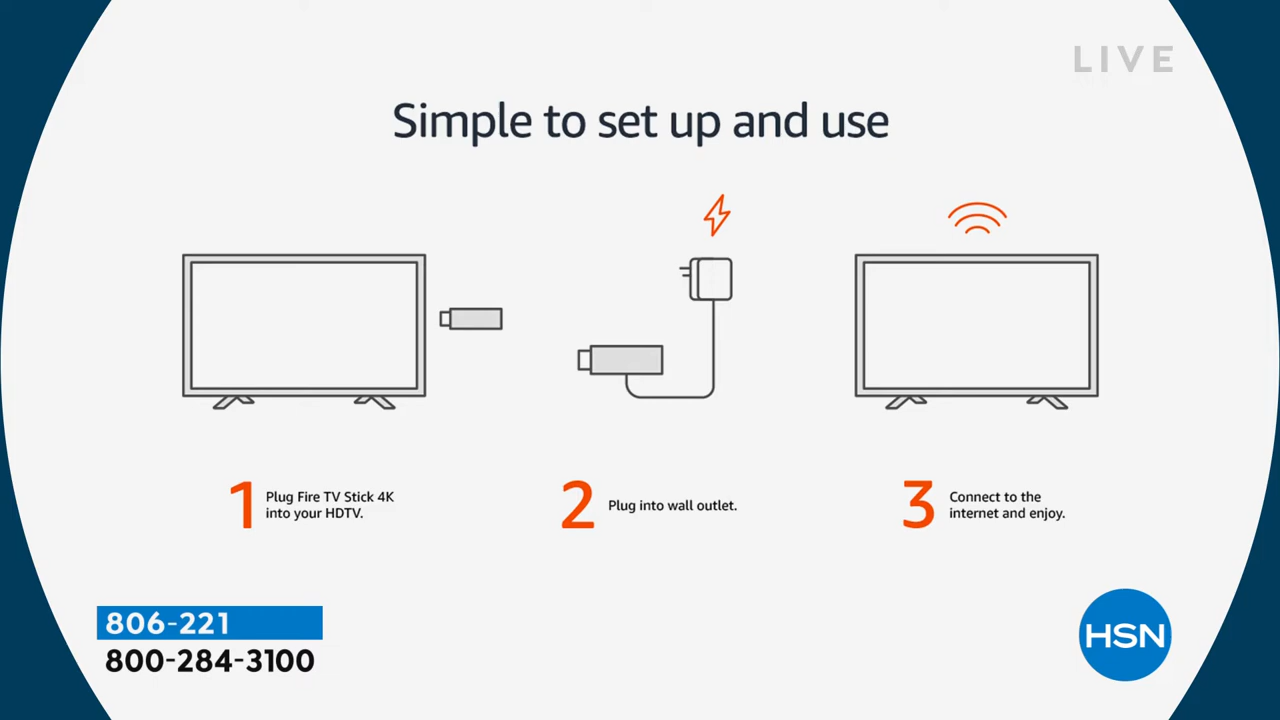 LIVE
Simple to set up and use
1 Plug Fire TV Stick 4K
into your HDTV.
2 Plug into wall outlet.
3 Connect to the
internet and enjoy.
806-221
800-284-3100
HSN